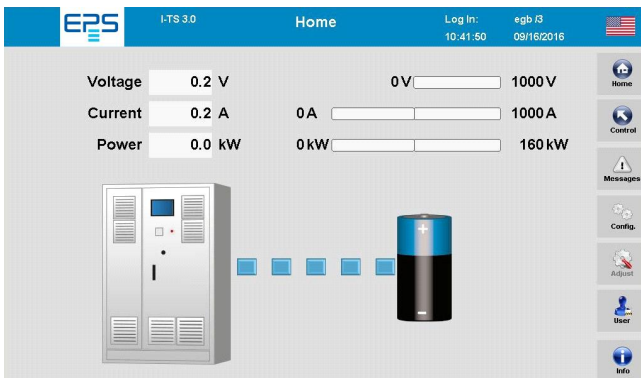 EPS
I-TS 3.0
Home
Log In: egb /3
10:41:50 09/16/2016
Voltage 0.2 V 0 V 1000 V
Current 0.2 A 0 A 1000 A
Power 0.0 kW 0 kW 160 kW
Home
Control
Messages
Config.
Adjust
User
Info
+
-